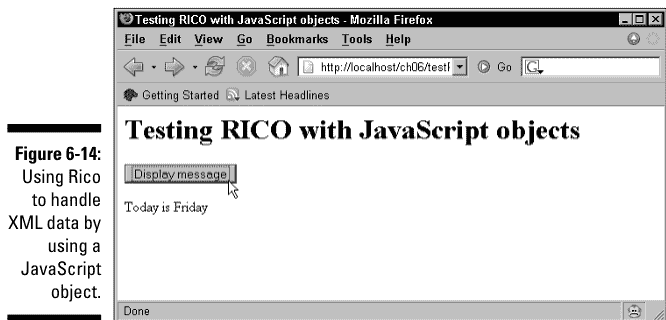 Testing RICO with JavaScript objects - Mozilla Firefox
File Edit View Go Bookmarks Tools Help
http://localhost/ch06/testF Go G
Getting Started Latest Headlines
Testing RICO with JavaScript objects
Display message
Today is Friday
Done
Figure 6-14:
Using Rico
to handle
XML data by
using a
JavaScript
object.